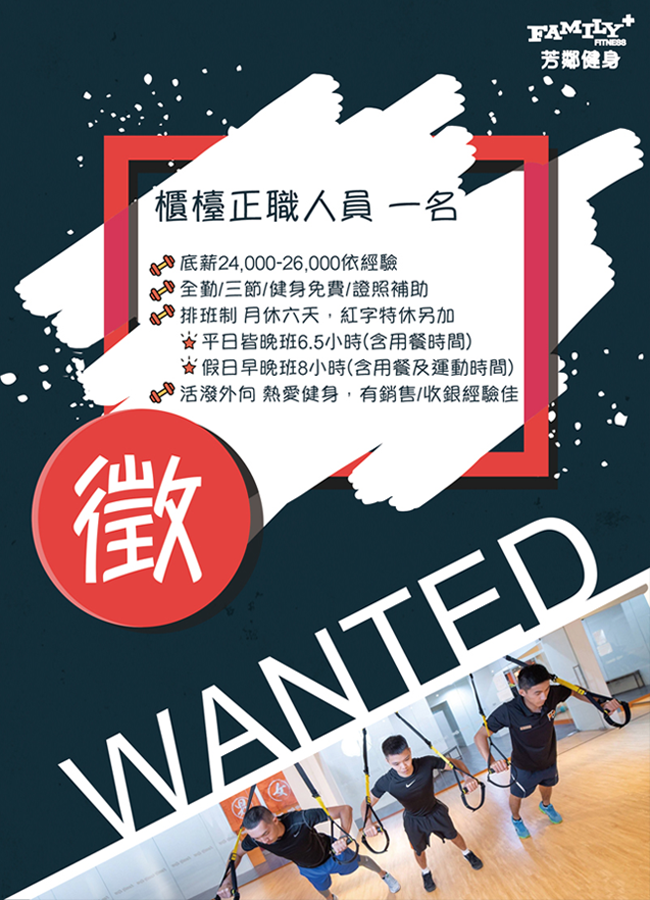 FAMILY+
FITNESS
芳鄰健身
櫃檯正職人員 一名
底薪24,000-26,000依經驗
全勤/三節/健身免費/證照補助
排班制 月休六天，紅字特休另加
平日皆晚班6.5小時(含用餐時間)
假日早晚班8小時(含用餐及運動時間)
活潑外向 熱愛健身，有銷售/收銀經驗佳
徵
WANTED